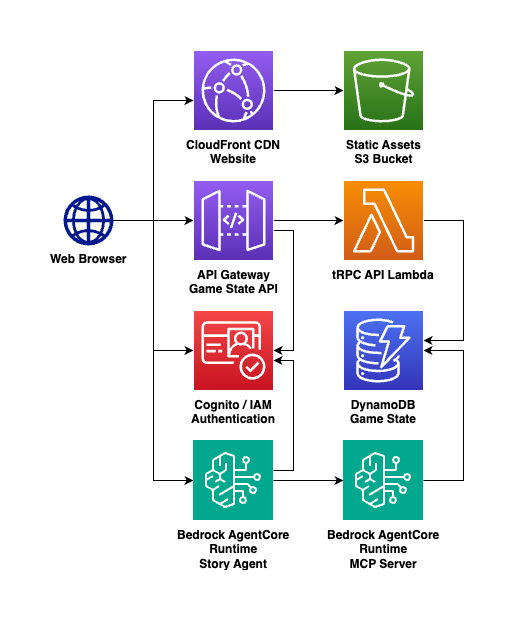 CloudFront CDN
Website
Static Assets
S3 Bucket
Web Browser
</>
API Gateway
Game State API
tRPC API Lambda
Cognito / IAM
Authentication
DynamoDB
Game State
Bedrock AgentCore
Runtime
Story Agent
Bedrock AgentCore
Runtime
MCP Server